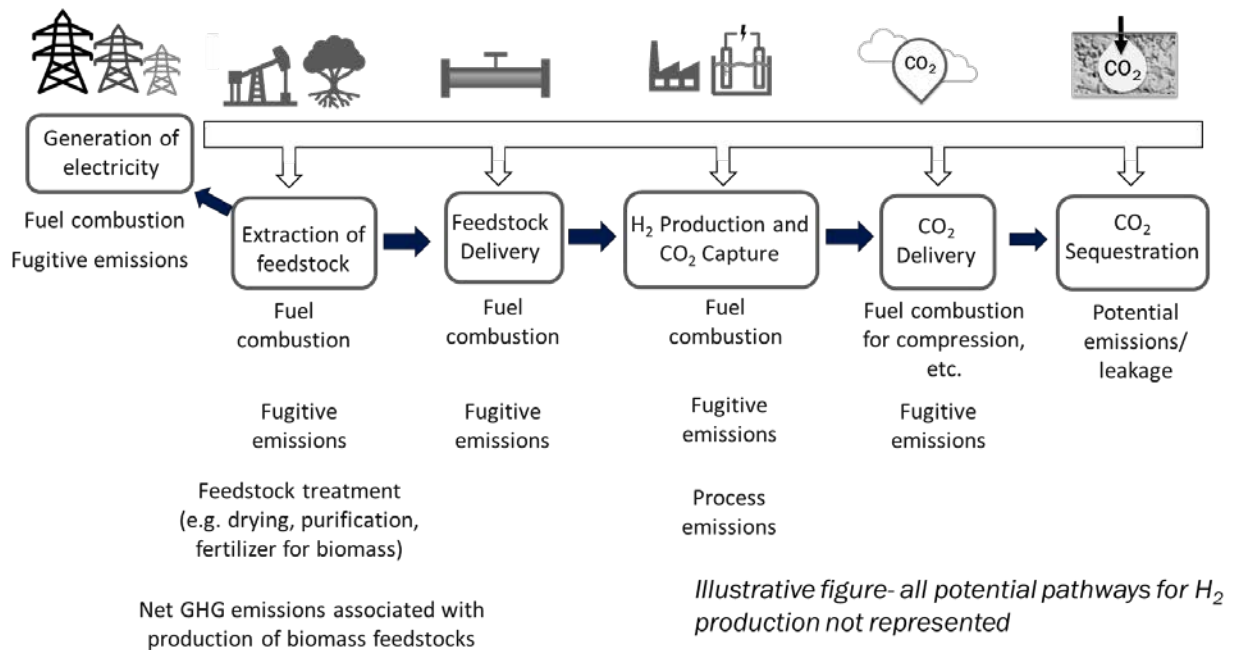 CO₂
CO₂
Generation of
electricity
Fuel combustion
Fugitive emissions
Extraction of
feedstock
Fuel
combustion
Fugitive
emissions
Feedstock treatment
(e.g. drying, purification,
fertilizer for biomass)
Net GHG emissions associated with
production of biomass feedstocks
Feedstock
Delivery
Fuel
combustion
Fugitive
emissions
H₂ Production and
CO₂ Capture
Fuel
combustion
Fugitive
emissions
Process
emissions
CO₂
Delivery
Fuel combustion
for compression,
etc.
Fugitive
emissions
CO₂
Sequestration
Potential
emissions/
leakage
Illustrative figure- all potential pathways for H₂
production not represented